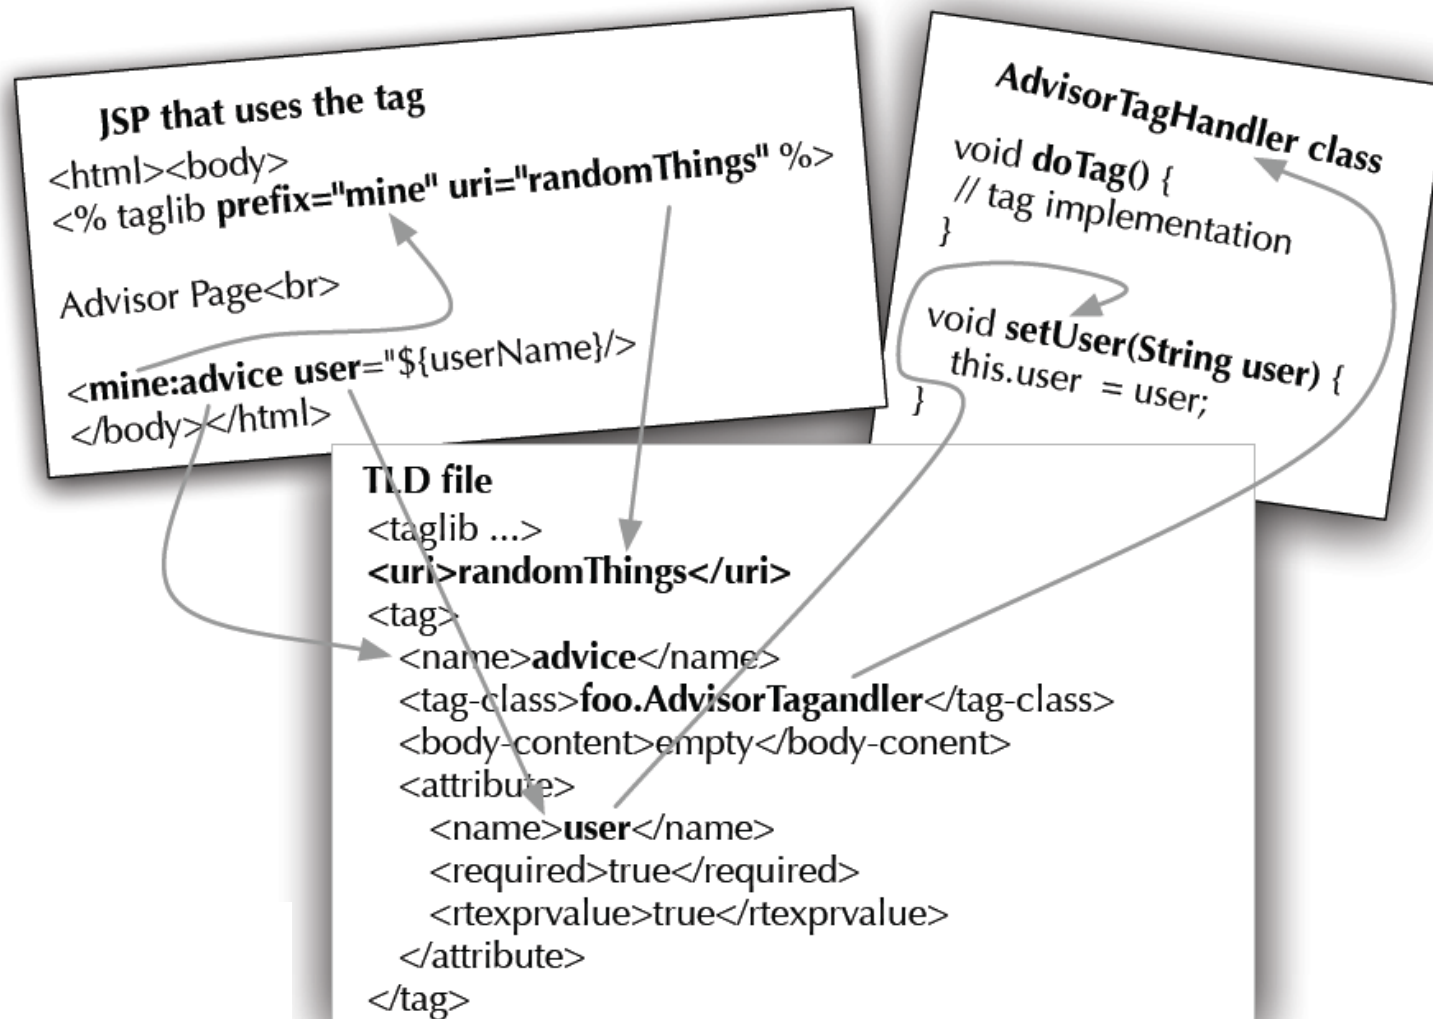 JSP that uses the tag
<html><body>
<% taglib prefix="mine" uri="randomThings" %>
Advisor Page<br>
<mine:advice user="${userName}/>
</body></html>
AdvisorTagHandler class
void doTag() {
// tag implementation
}
void setUser(String user) {
this.user = user;
}
TLD file
<taglib ...>
<uri>randomThings</uri>
<tag>
<name>advice</name>
<tag-class>foo.AdvisorTagandler</tag-class>
<body-content>empty</body-conent>
<attribute>
<name>user</name>
<required>true</required>
<rtexprvalue>true</rtexprvalue>
</attribute>
</tag>